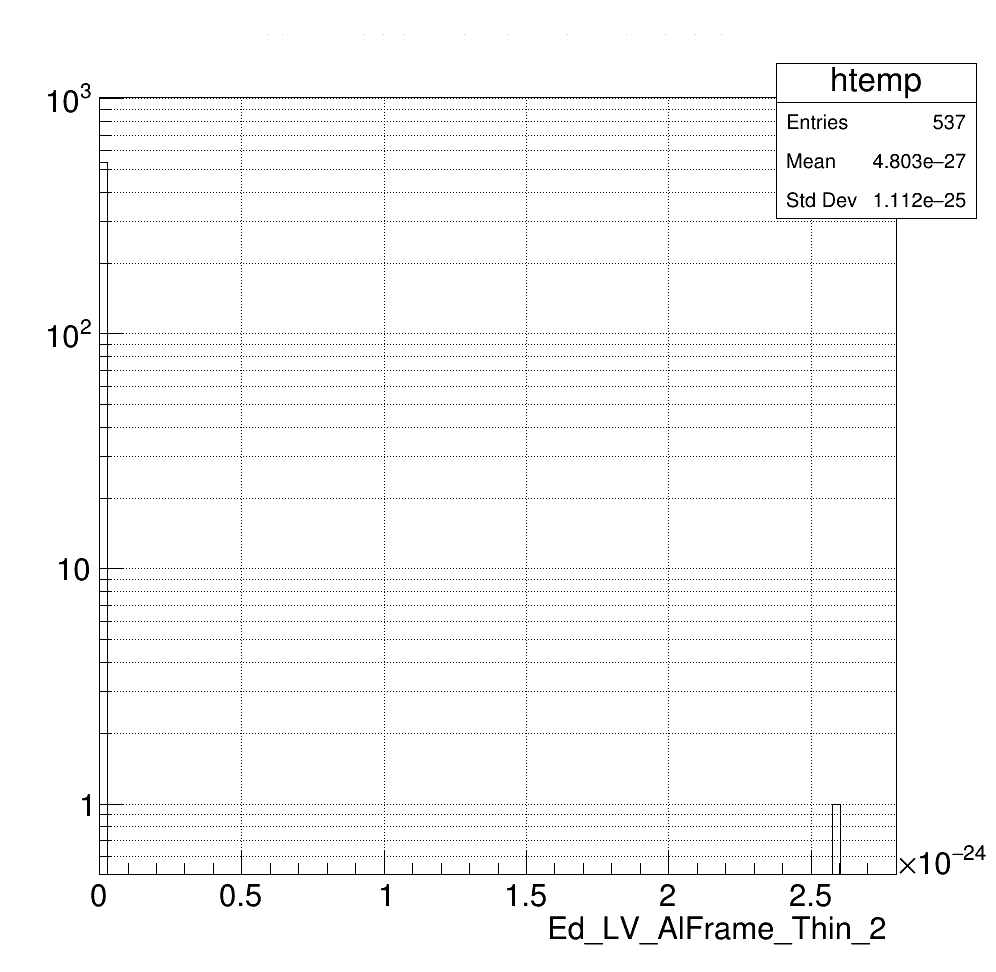 htemp
Entries 537
Mean 4.803e−27
Std Dev 1.112e−25
10³
10²
10
1
0 0.5 1 1.5 2 2.5
×10⁻²⁴
Ed_LV_AlFrame_Thin_2